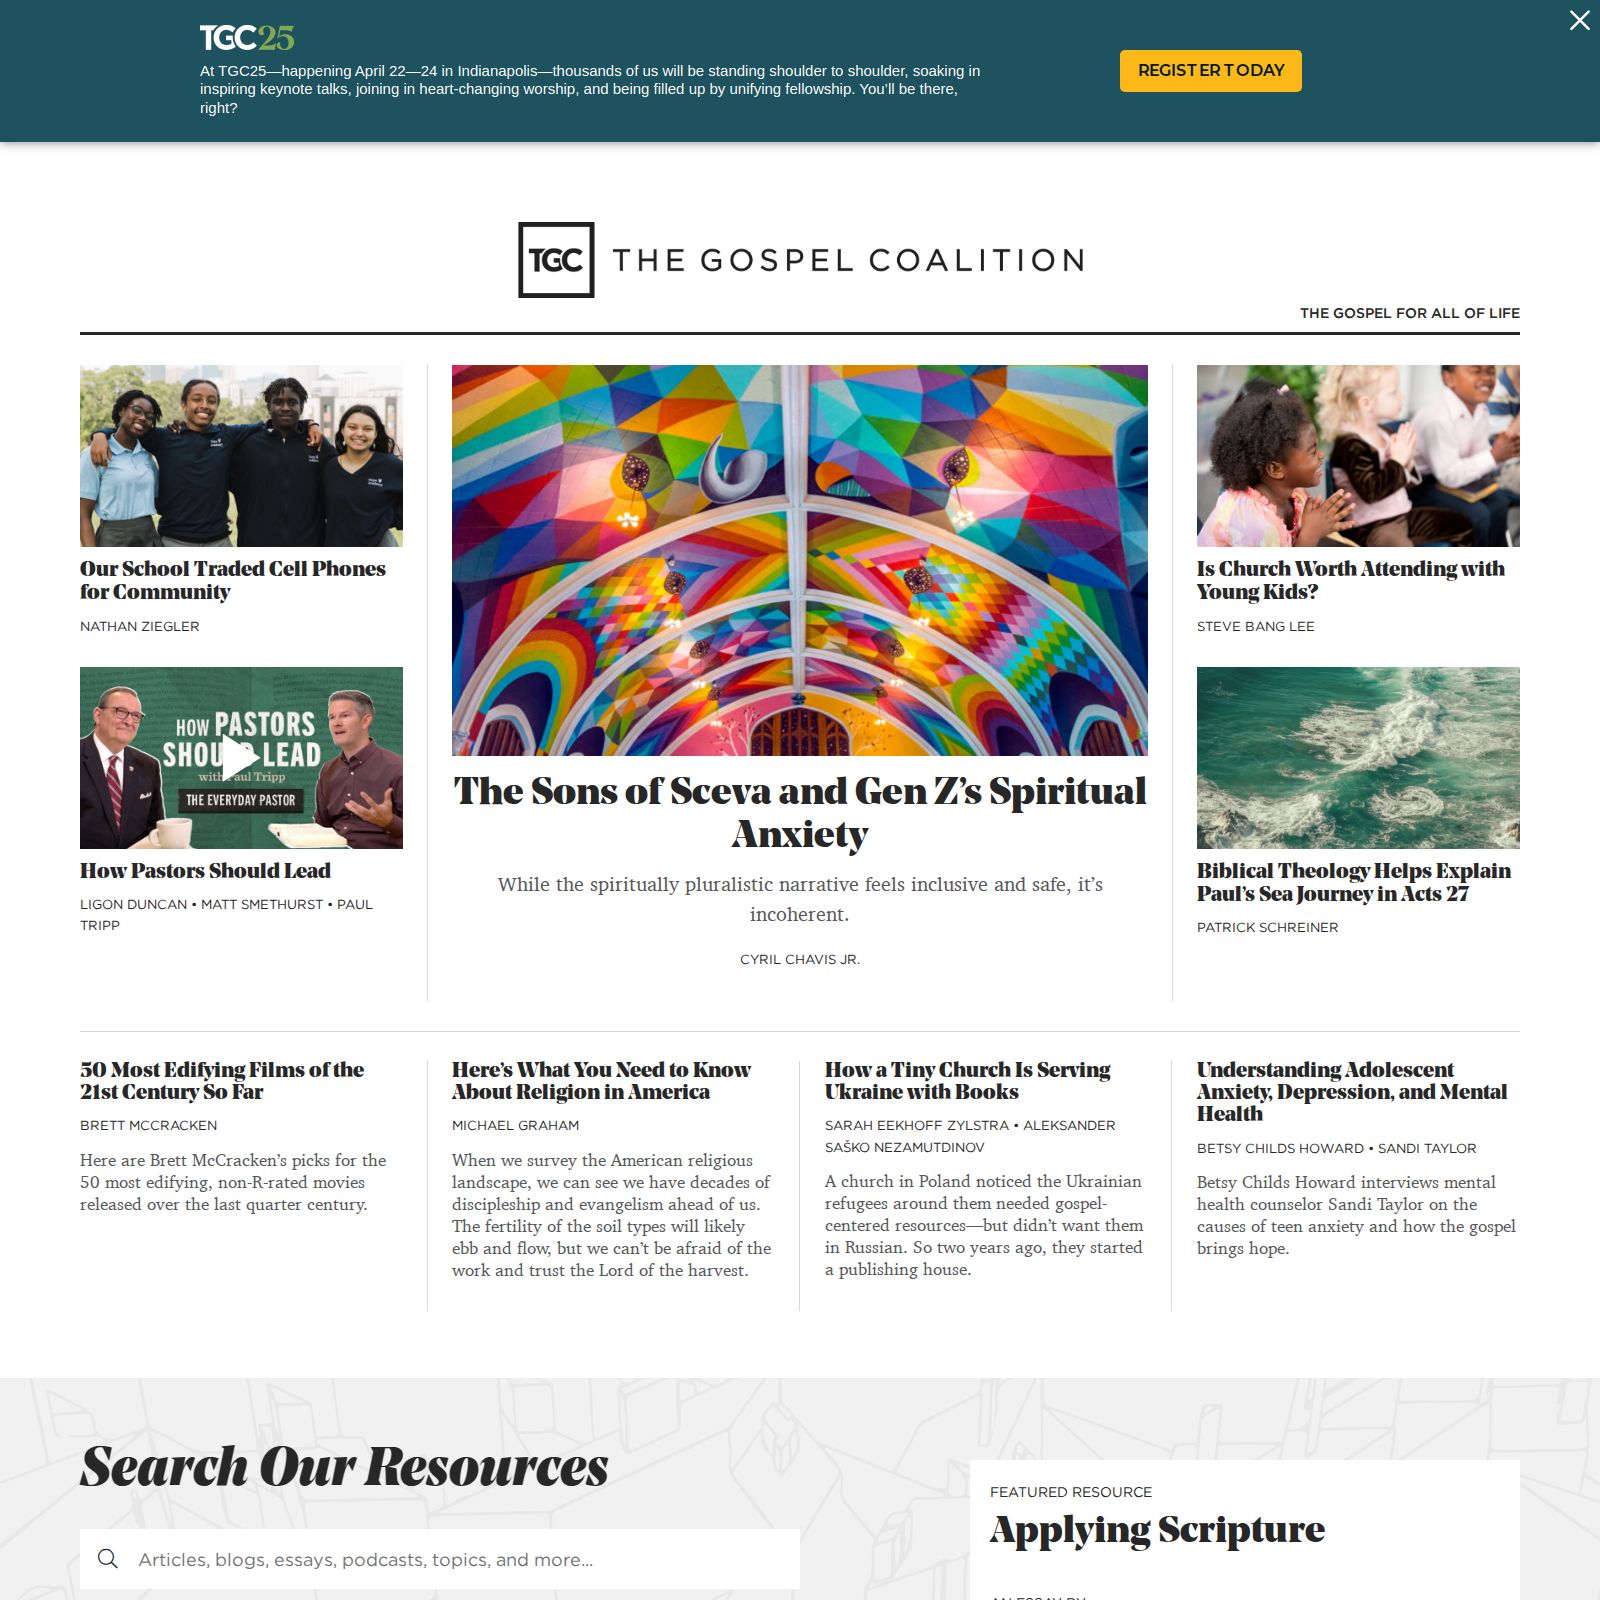 TGC25
At TGC25—happening April 22—24 in Indianapolis—thousands of us will be standing shoulder to shoulder, soaking in
inspiring keynote talks, joining in heart-changing worship, and being filled up by unifying fellowship. You’ll be there,
right?
REGISTER TODAY
TGC THE GOSPEL COALITION
THE GOSPEL FOR ALL OF LIFE
Our School Traded Cell Phones
for Community
NATHAN ZIEGLER
HOW PASTORS
SHOULD LEAD
with Paul Tripp
THE EVERYDAY PASTOR
How Pastors Should Lead
LIGON DUNCAN • MATT SMETHURST • PAUL
TRIPP
The Sons of Sceva and Gen Z’s Spiritual
Anxiety
While the spiritually pluralistic narrative feels inclusive and safe, it’s
incoherent.
CYRIL CHAVIS JR.
Is Church Worth Attending with
Young Kids?
STEVE BANG LEE
Biblical Theology Helps Explain
Paul’s Sea Journey in Acts 27
PATRICK SCHREINER
50 Most Edifying Films of the
21st Century So Far
BRETT MCCRACKEN
Here are Brett McCracken’s picks for the
50 most edifying, non-R-rated movies
released over the last quarter century.
Here’s What You Need to Know
About Religion in America
MICHAEL GRAHAM
When we survey the American religious
landscape, we can see we have decades of
discipleship and evangelism ahead of us.
The fertility of the soil types will likely
ebb and flow, but we can’t be afraid of the
work and trust the Lord of the harvest.
How a Tiny Church Is Serving
Ukraine with Books
SARAH EEKHOFF ZYLSTRA • ALEKSANDER
SAŠKO NEZAMUTDINOV
A church in Poland noticed the Ukrainian
refugees around them needed gospel-
centered resources—but didn’t want them
in Russian. So two years ago, they started
a publishing house.
Understanding Adolescent
Anxiety, Depression, and Mental
Health
BETSY CHILDS HOWARD • SANDI TAYLOR
Betsy Childs Howard interviews mental
health counselor Sandi Taylor on the
causes of teen anxiety and how the gospel
brings hope.
Search Our Resources
Articles, blogs, essays, podcasts, topics, and more...
FEATURED RESOURCE
Applying Scripture